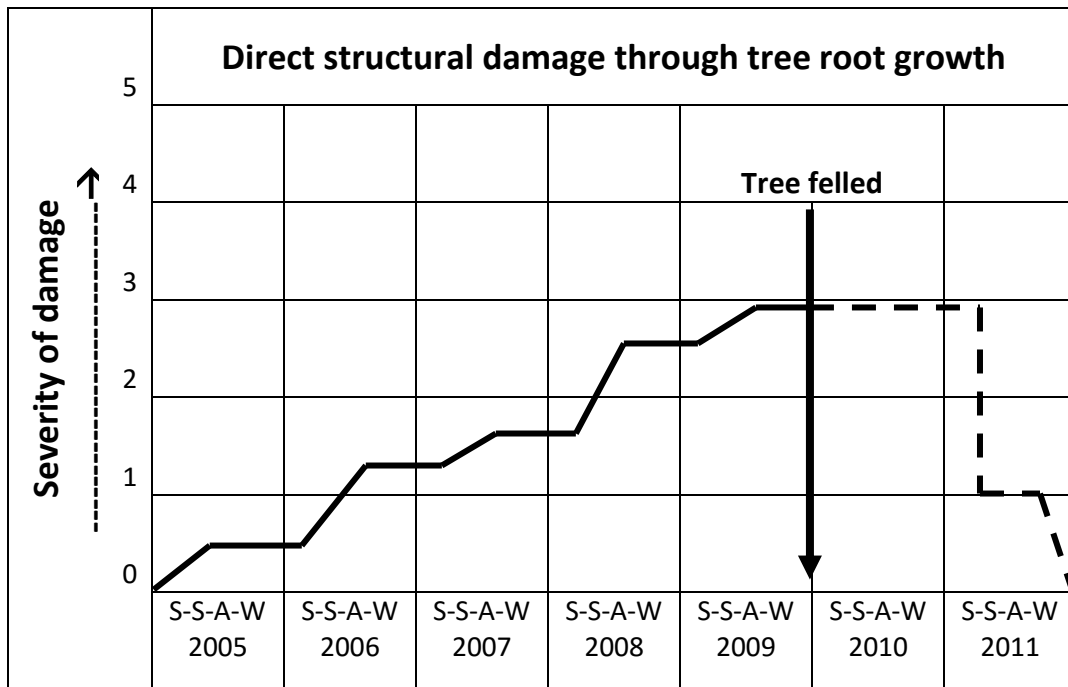 Direct structural damage through tree root growth
Severity of damage
5
4
3
2
1
0
Tree felled
S-S-A-W
2005
S-S-A-W
2006
S-S-A-W
2007
S-S-A-W
2008
S-S-A-W
2009
S-S-A-W
2010
S-S-A-W
2011